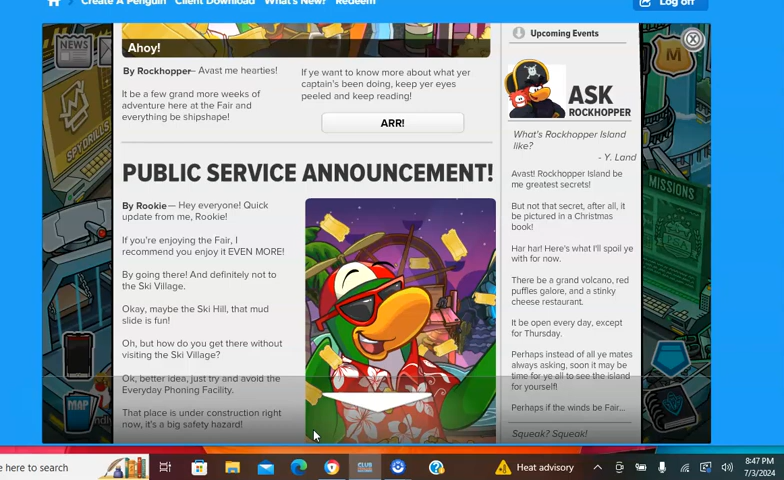 Create A Penguin Client Download What's New? Redeem
Log off
NEWS
SPY DRILLS
MAP
Ahoy!
By Rockhopper— Avast me hearties!
It be a few grand more weeks of
adventure here at the Fair and
everything be shipshape!
If ye want to know more about what yer
captain's been doing, keep yer eyes
peeled and keep reading!
ARR!
PUBLIC SERVICE ANNOUNCEMENT!
By Rookie — Hey everyone! Quick
update from me, Rookie!
If you're enjoying the Fair, I
recommend you enjoy it EVEN MORE!
By going there! And definitely not to
the Ski Village.
Okay, maybe the Ski Hill, that mud
slide is fun!
Oh, but how do you get there without
visiting the Ski Village?
Ok, better idea, just try and avoid the
Everyday Phoning Facility.
That place is under construction right
now, it's a big safety hazard!
Upcoming Events
ASK
ROCKHOPPER
What's Rockhopper Island
like?
- Y. Land
Avast! Rockhopper Island be
me greatest secrets!
But not that secret, after all, it
be pictured in a Christmas
book!
Har har! Here's what I'll spoil ye
with for now.
There be a grand volcano, red
puffles galore, and a stinky
cheese restaurant.
It be open every day, except
for Thursday.
Perhaps instead of all ye mates
always asking, soon it may be
time for ye all to see the island
for yourself!
Perhaps if the winds be Fair...
Squeak? Squeak!
M
MISSIONS
here to search
CLUB
Heat advisory
8:47 PM
7/3/2024